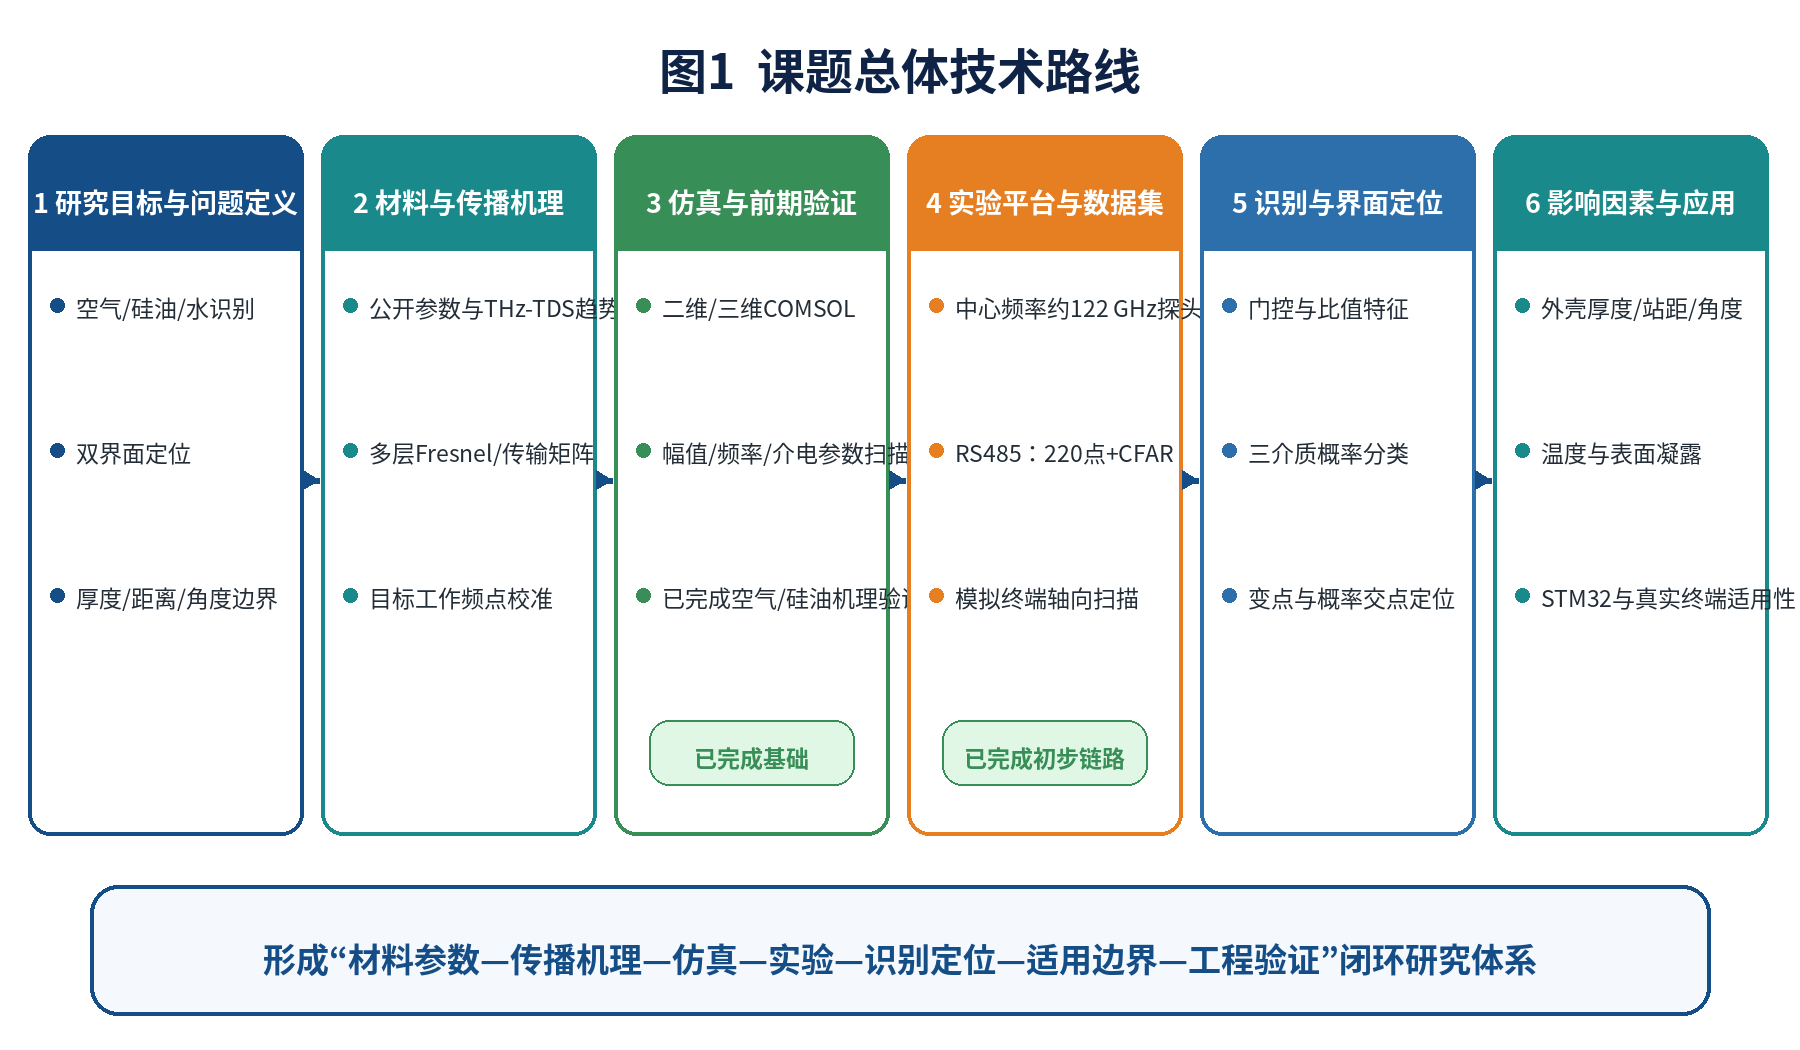 图1 课题总体技术路线
1 研究目标与问题定义
空气/硅油/水识别
双界面定位
厚度/距离/角度边界
2 材料与传播机理
公开参数与THz-TDS趋势
多层Fresnel/传输矩阵
目标工作频点校准
3 仿真与前期验证
二维/三维COMSOL
幅值/频率/介电参数扫描
已完成空气/硅油机理验
已完成基础
4 实验平台与数据集
中心频率约122 GHz探头
RS485：220点+CFAR
模拟终端轴向扫描
已完成初步链路
5 识别与界面定位
门控与比值特征
三介质概率分类
变点与概率交点定位
6 影响因素与应用
外壳厚度/站距/角度
温度与表面凝露
STM32与真实终端适用性
形成“材料参数—传播机理—仿真—实验—识别定位—适用边界—工程验证”闭环研究体系